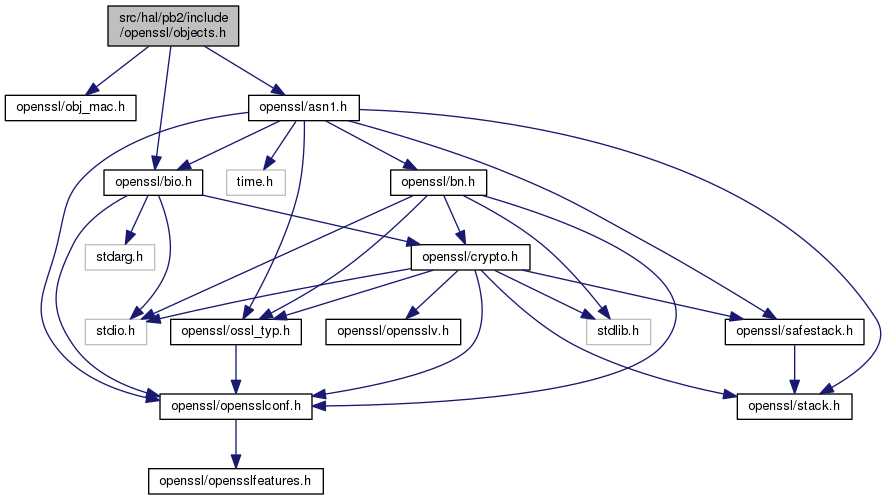 src/hal/pb2/include
/openssl/objects.h
openssl/obj_mac.h
openssl/asn1.h
openssl/bio.h
time.h
openssl/bn.h
stdarg.h
openssl/crypto.h
stdio.h
openssl/ossl_typ.h
openssl/opensslv.h
stdlib.h
openssl/safestack.h
openssl/opensslconf.h
openssl/stack.h
openssl/opensslfeatures.h